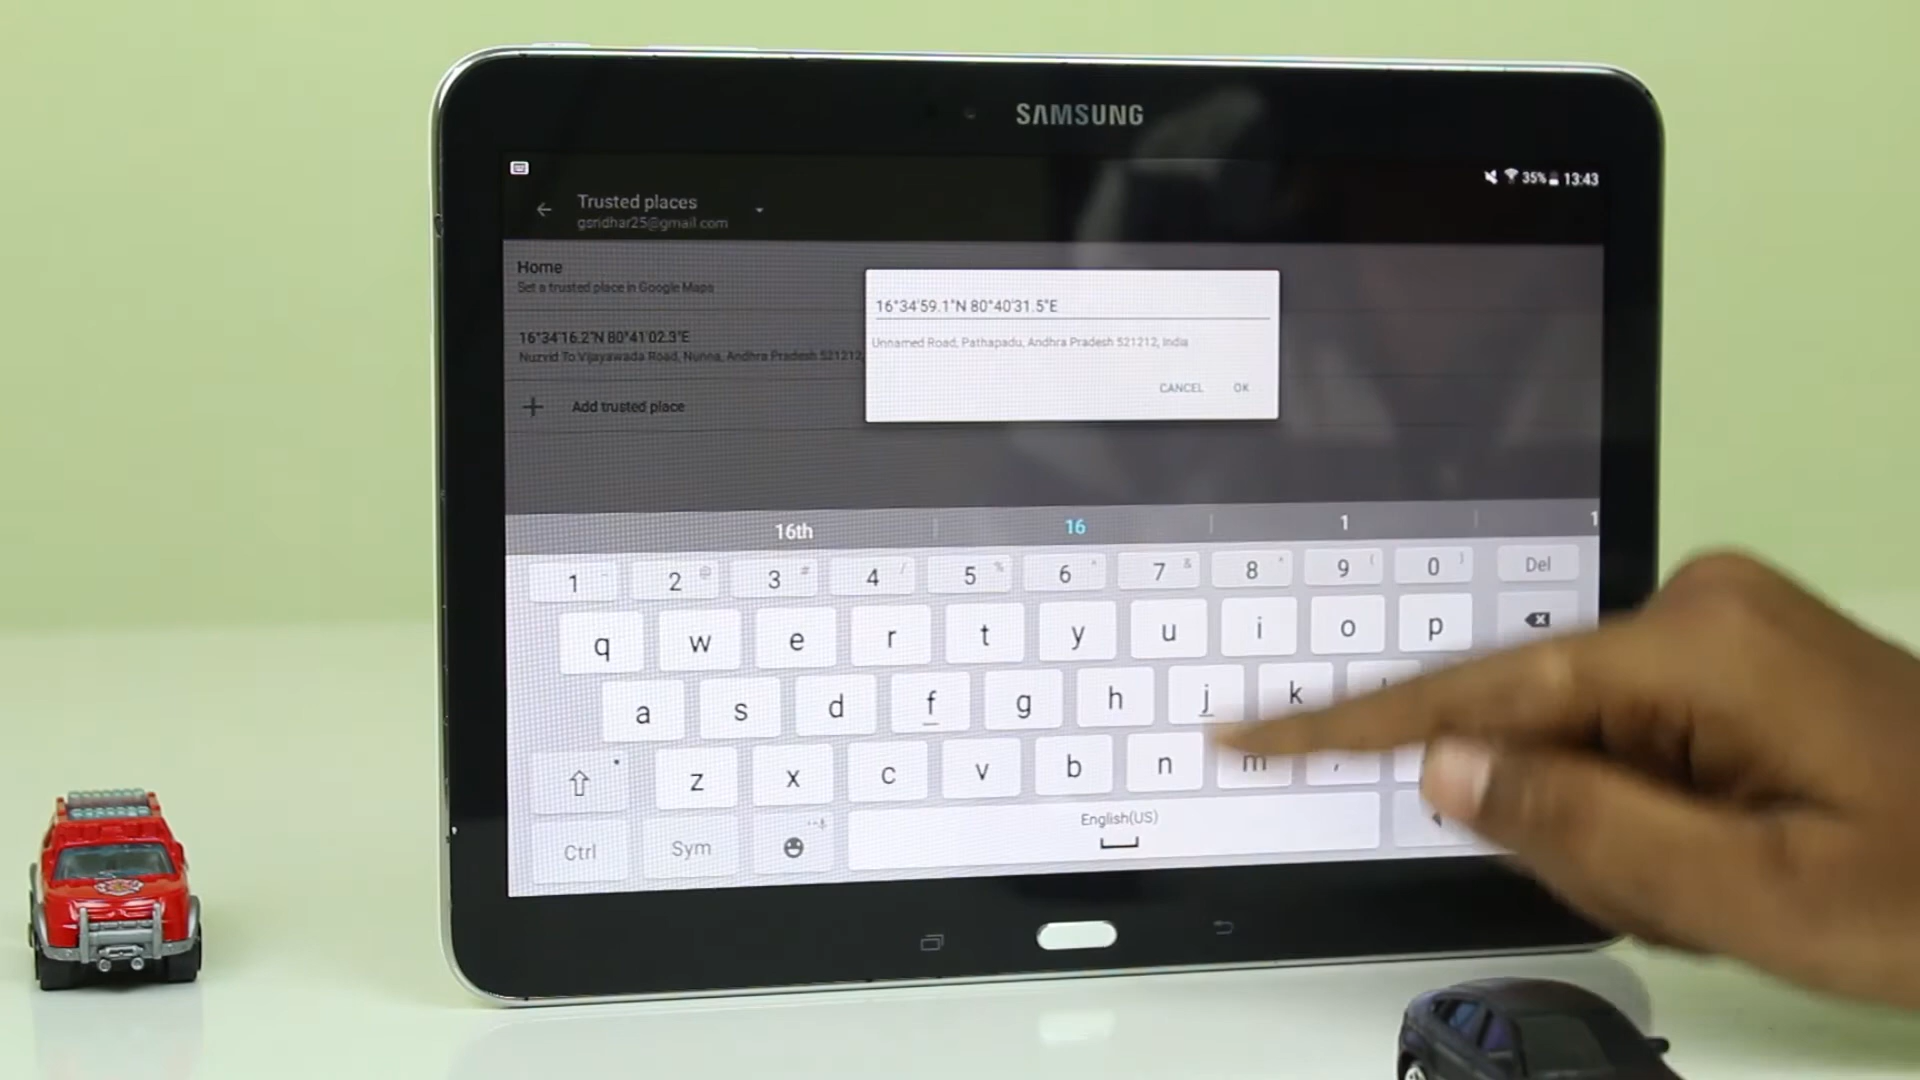 SAMSUNG
35% 13:43
Trusted places
gsridhar25@gmail.com
Home
Set a trusted place in Google Maps
16°34'16.2"N 80°41'02.3"E
Nuzvid To Vijayawada Road, Nunna, Andhra Pradesh 521212,
Add trusted place
16°34'59.1"N 80°40'31.5"E
Unnamed Road, Pathapadu, Andhra Pradesh 521212, India
CANCEL OK
16th 16 1 1
1 2 @ 3 # 4 / 5 % 6 ^ 7 & 8 * 9 ( 0 ) Del
q w e r t y u i o p
a s d f g h j k
z x c v b n m ,
Ctrl Sym English(US)